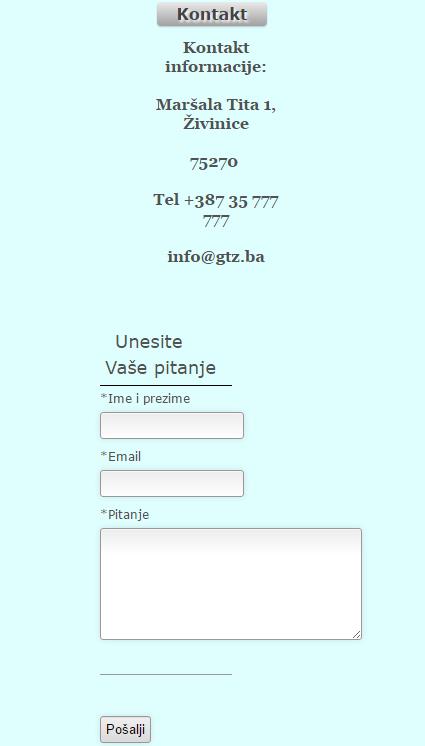 Kontakt
Kontakt
informacije:
Maršala Tita 1,
Živinice
75270
Tel +387 35 777
777
info@gtz.ba
Unesite
Vaše pitanje
*Ime i prezime
*Email
*Pitanje
Pošalji